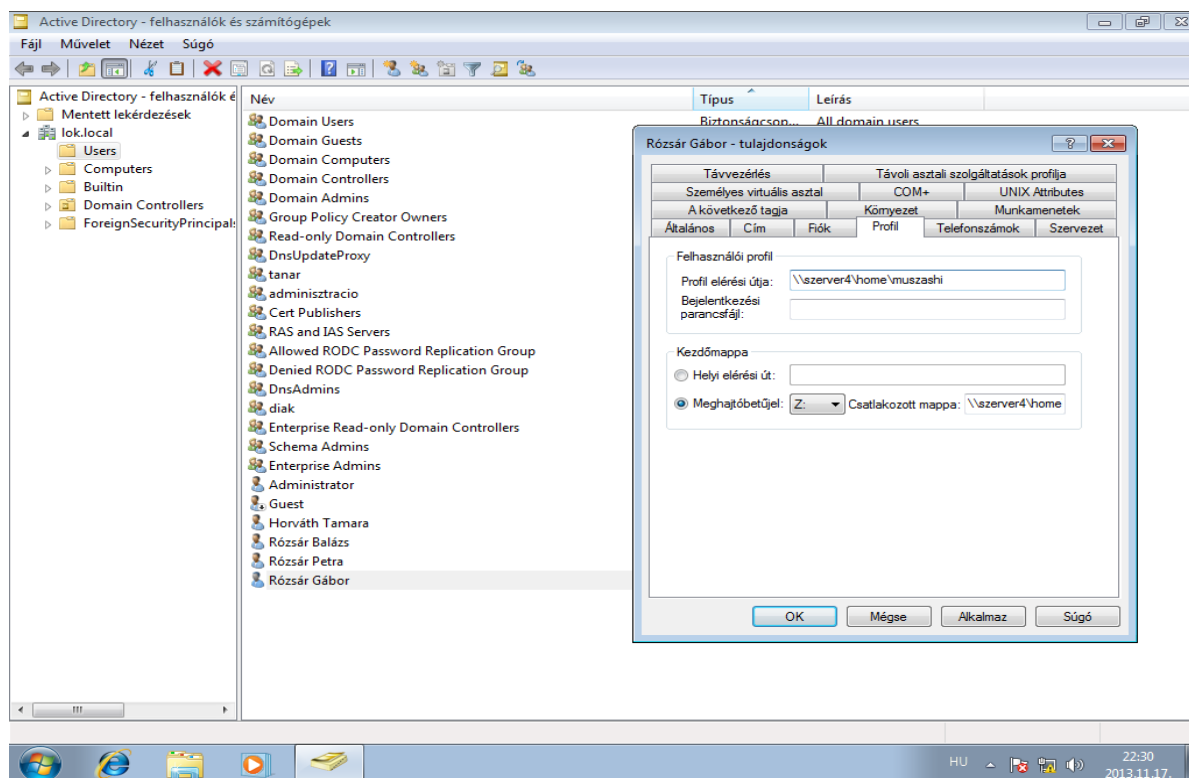 Active Directory - felhasználók és számítógépek
Fájl Művelet Nézet Súgó
Active Directory - felhasználók é
Mentett lekérdezések
lok.local
Users
Computers
Builtin
Domain Controllers
ForeignSecurityPrincipals
Név Típus Leírás
Domain Users Biztonságcsop... All domain users
Domain Guests
Domain Computers
Domain Controllers
Domain Admins
Group Policy Creator Owners
Read-only Domain Controllers
DnsUpdateProxy
tanar
adminisztracio
Cert Publishers
RAS and IAS Servers
Allowed RODC Password Replication Group
Denied RODC Password Replication Group
DnsAdmins
diak
Enterprise Read-only Domain Controllers
Schema Admins
Enterprise Admins
Administrator
Guest
Horváth Tamara
Rózsár Balázs
Rózsár Petra
Rózsár Gábor
Rózsár Gábor - tulajdonságok
Távvezérlés Távoli asztali szolgáltatások profilja
Személyes virtuális asztal COM+ UNIX Attributes
A következő tagja Környezet Munkamenetek
Általános Cím Fiók Profil Telefonszámok Szervezet
Felhasználói profil
Profil elérési útja: \\szerver4\home\muszashi
Bejelentkezési
parancsfájl:
Kezdőmappa
Helyi elérési út:
Meghajtóbetűjel: Z: Csatlakozott mappa: \\szerver4\home
OK Mégse Alkalmaz Súgó
HU 22:30
2013.11.17.